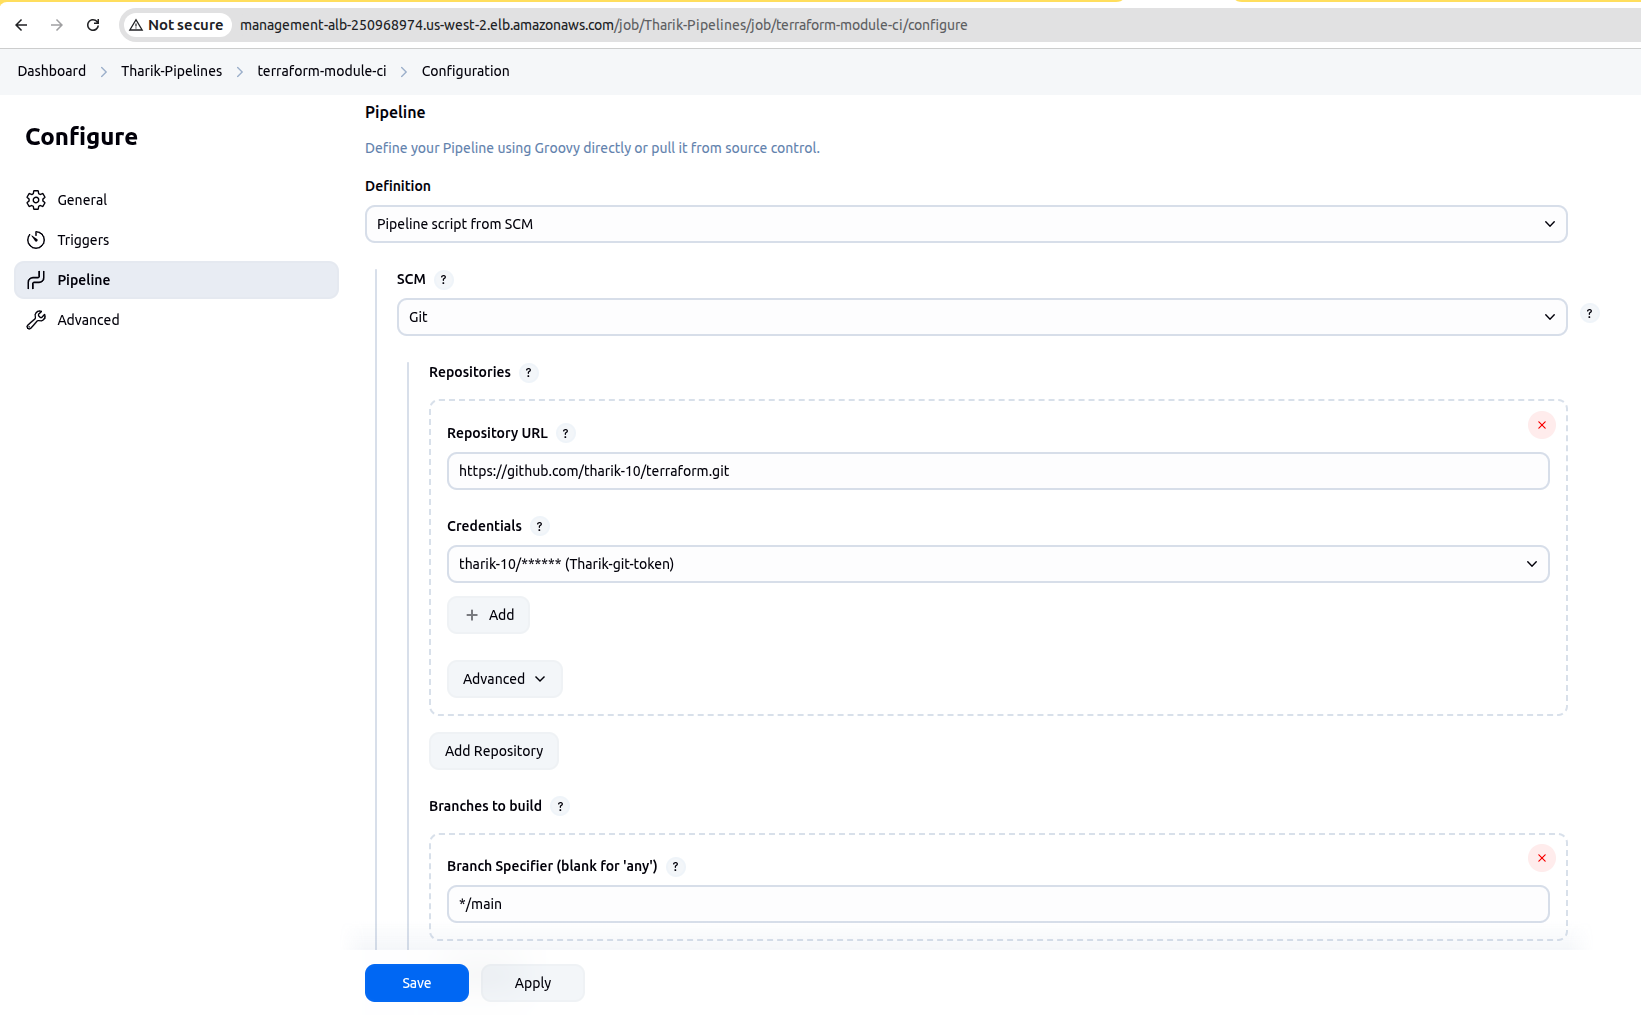 Not secure management-alb-250968974.us-west-2.elb.amazonaws.com/job/Tharik-Pipelines/job/terraform-module-ci/configure
Dashboard > Tharik-Pipelines > terraform-module-ci > Configuration
Configure
General
Triggers
Pipeline
Advanced
Pipeline
Define your Pipeline using Groovy directly or pull it from source control.
Definition
Pipeline script from SCM
SCM ?
Git
?
Repositories ?
Repository URL ?
https://github.com/tharik-10/terraform.git
Credentials ?
tharik-10/****** (Tharik-git-token)
+ Add
Advanced
Add Repository
Branches to build ?
Branch Specifier (blank for 'any') ?
*/main
Save Apply